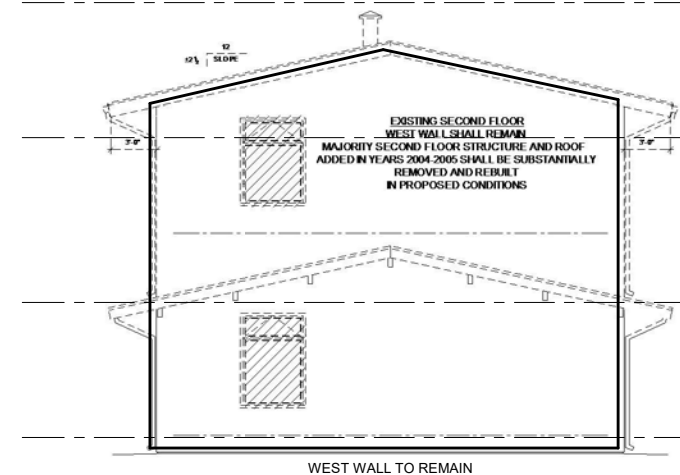 12
±2½ SLOPE
EXISTING SECOND FLOOR
WEST WALL SHALL REMAIN
3'-0" MAJORITY SECOND FLOOR STRUCTURE AND ROOF 3'-0"
ADDED IN YEARS 2004-2005 SHALL BE SUBSTANTIALLY
REMOVED AND REBUILT
IN PROPOSED CONDITIONS
WEST WALL TO REMAIN